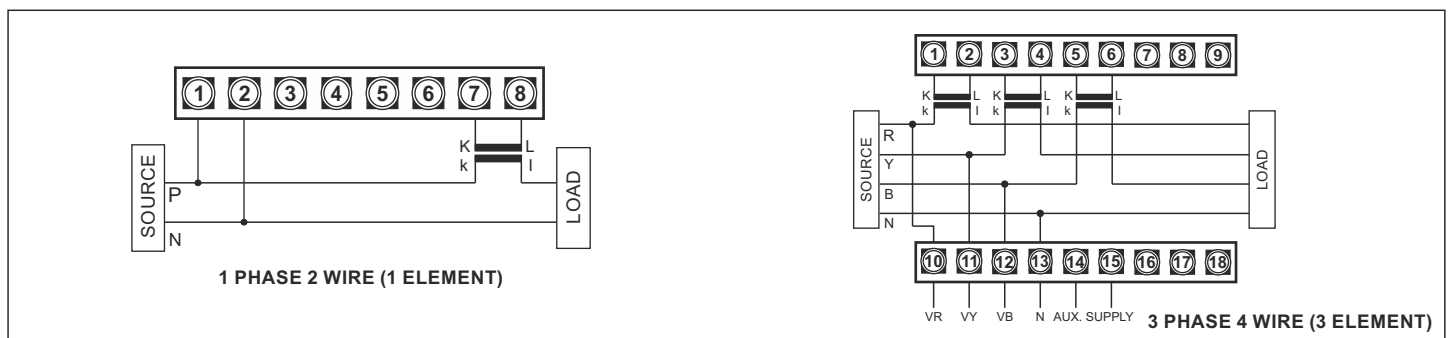 1 2 3 4 5 6 7 8
K L
k l
SOURCE
P
N
LOAD
1 PHASE 2 WIRE (1 ELEMENT)
1 2 3 4 5 6 7 8 9
K L K L K L
k l k l k l
SOURCE
R
Y
B
N
LOAD
10 11 12 13 14 15 16 17 18
VR VY VB N AUX. SUPPLY
3 PHASE 4 WIRE (3 ELEMENT)